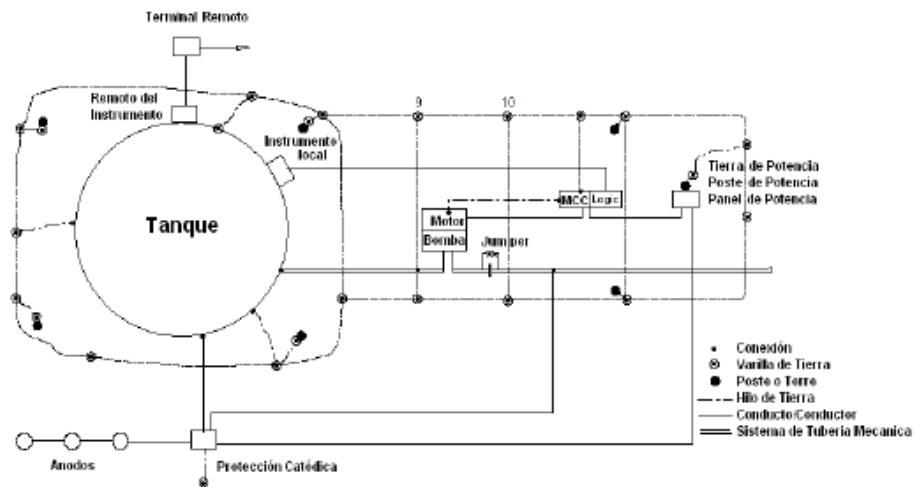 Terminal Remoto
Remoto del
Instrumento
Instrumento
local
9
10
Tierra de Potencia
Poste de Potencia
Panel de Potencia
MCC
Logic
Motor
Bomba
Jumper
Tanque
Conexión
Varilla de Tierra
Poste o Torre
Hilo de Tierra
Conducto/Conductor
Sistema de Tuberia Mecanica
Anodos
Protección Catódica